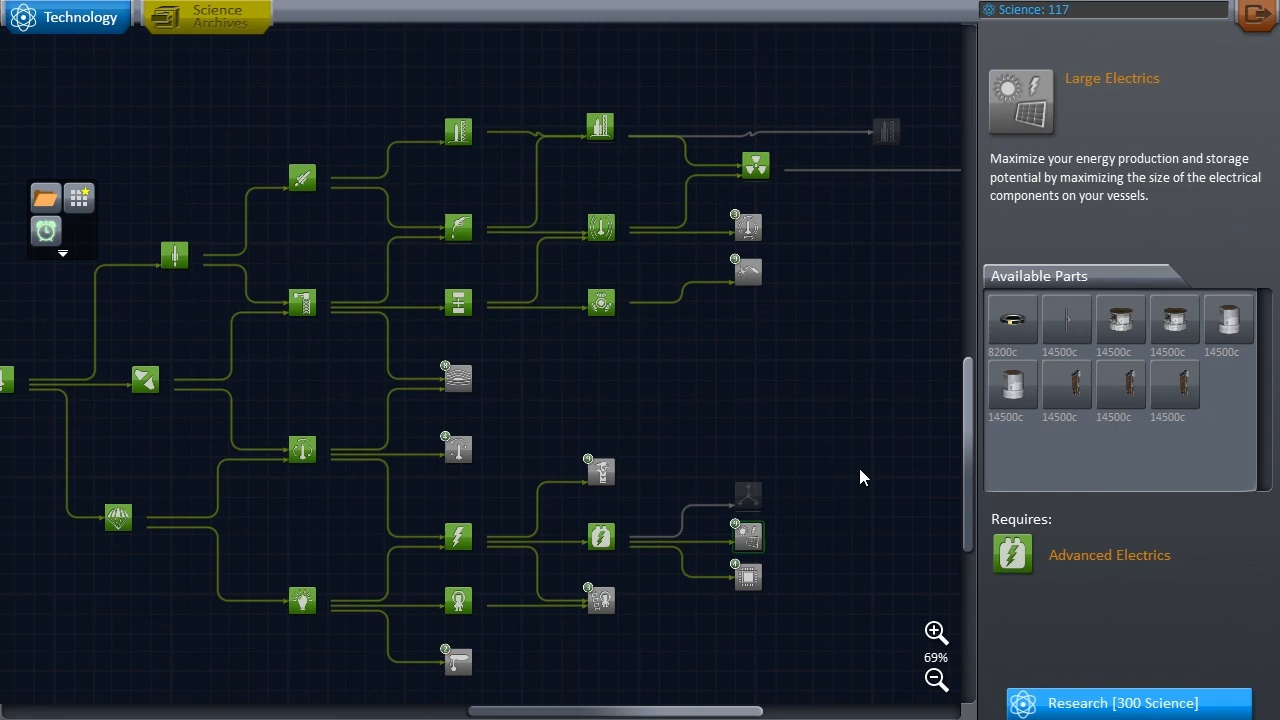 Technology
Science
Archives
Science: 117
Large Electrics
Maximize your energy production and storage
potential by maximizing the size of the electrical
components on your vessels.
Available Parts
8200c 14500c 14500c 14500c 14500c
14500c 14500c 14500c 14500c
Requires:
Advanced Electrics
69%
Research [300 Science]